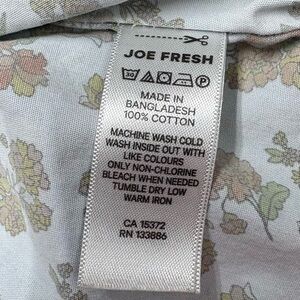 JOE FRESH
30 P
MADE IN
BANGLADESH
100% COTTON
MACHINE WASH COLD
WASH INSIDE OUT WITH
LIKE COLOURS
ONLY NON-CHLORINE
BLEACH WHEN NEEDED
TUMBLE DRY LOW
WARM IRON
CA 15372
RN 133886